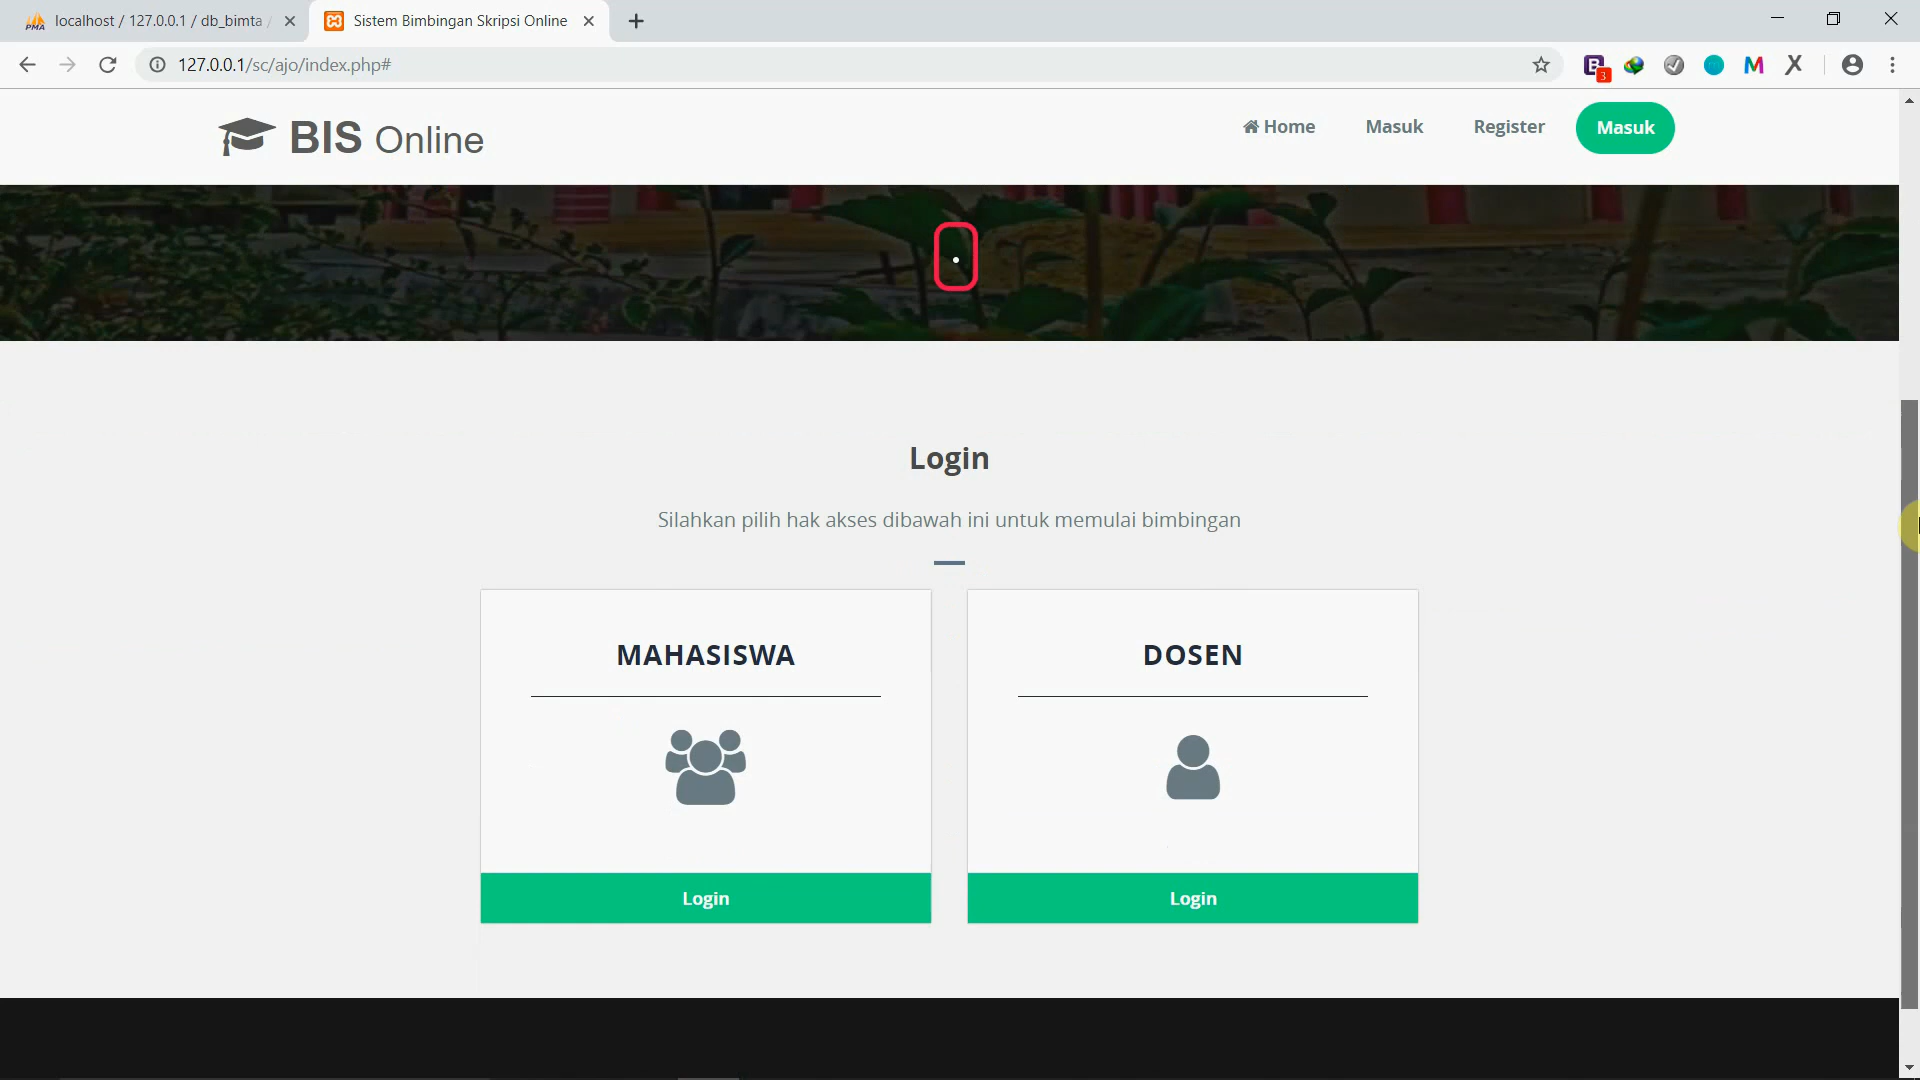 localhost / 127.0.0.1 / db_bimta /
Sistem Bimbingan Skripsi Online
127.0.0.1/sc/ajo/index.php#
3
M
X
BIS Online
Home
Masuk
Register
Masuk
.
Login
Silahkan pilih hak akses dibawah ini untuk memulai bimbingan
MAHASISWA
DOSEN
Login
Login